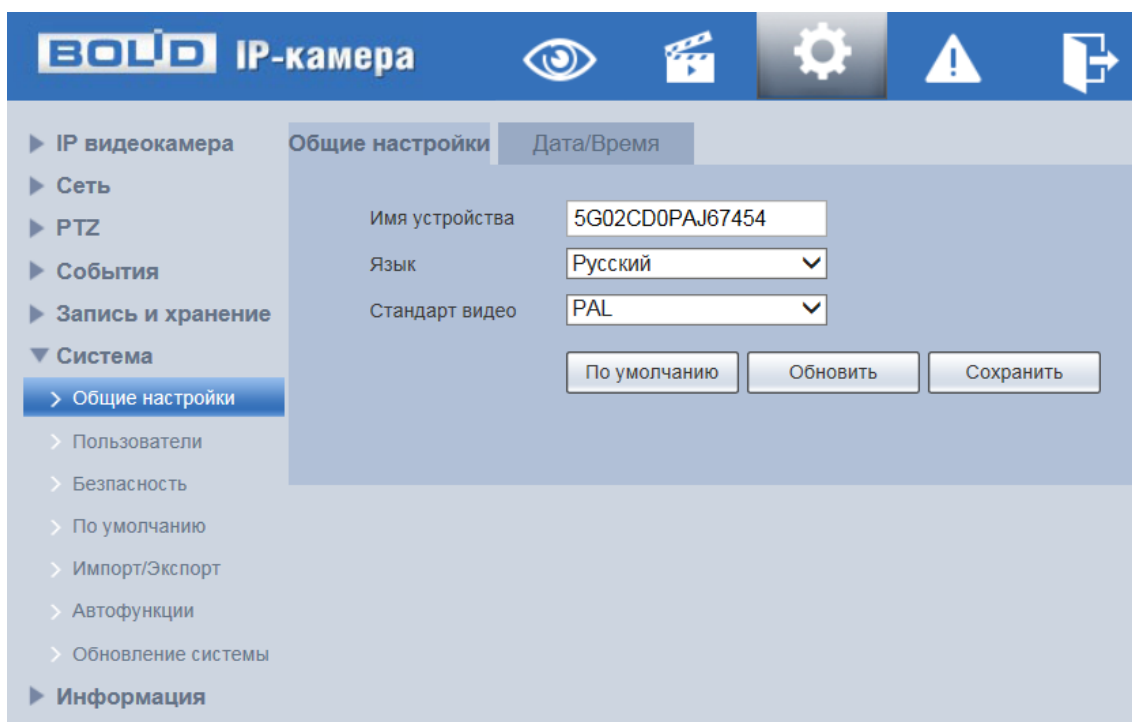 BOLID IP-камера
IP видеокамера
Сеть
PTZ
События
Запись и хранение
Система
Общие настройки
Пользователи
Безпасность
По умолчанию
Импорт/Экспорт
Автофункции
Обновление системы
Информация
Общие настройки Дата/Время
Имя устройства 5G02CD0PAJ67454
Язык Русский
Стандарт видео PAL
По умолчанию Обновить Сохранить